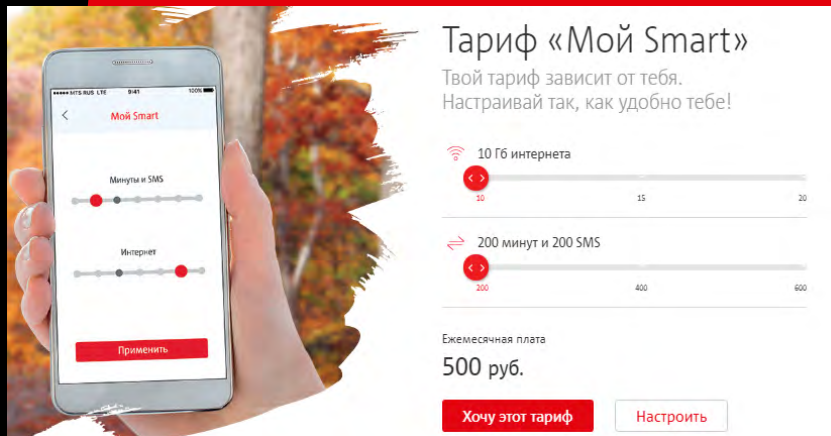 MTS RUS LTE 9:41 100%
Мой Smart
Минуты и SMS
Интернет
Применить
Тариф «Мой Smart»
Твой тариф зависит от тебя.
Настраивай так, как удобно тебе!
10 Гб интернета
10 15 20
200 минут и 200 SMS
200 400 600
Ежемесячная плата
500 руб.
Хочу этот тариф Настроить